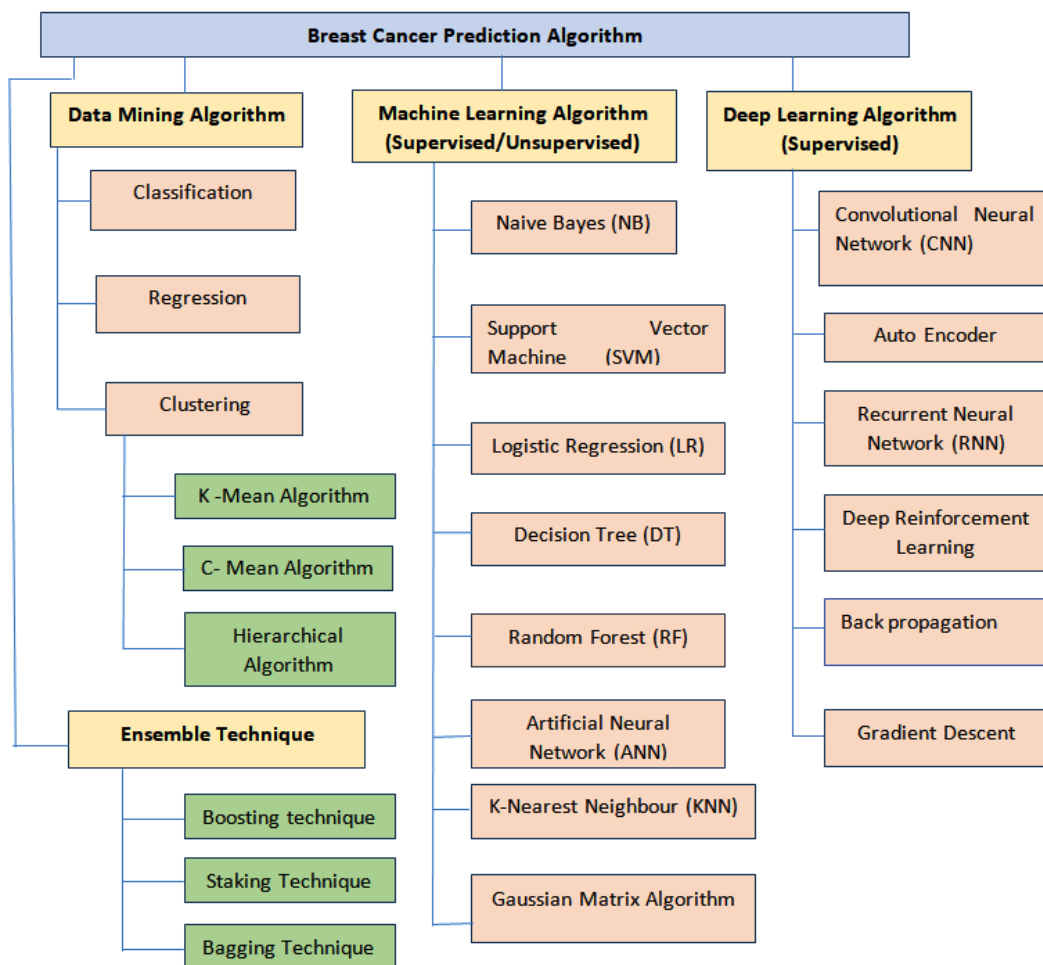 Breast Cancer Prediction Algorithm
Data Mining Algorithm
Classification
Regression
Clustering
K -Mean Algorithm
C- Mean Algorithm
Hierarchical
Algorithm
Ensemble Technique
Boosting technique
Staking Technique
Bagging Technique
Machine Learning Algorithm
(Supervised/Unsupervised)
Naive Bayes (NB)
Support Vector
Machine (SVM)
Logistic Regression (LR)
Decision Tree (DT)
Random Forest (RF)
Artificial Neural
Network (ANN)
K-Nearest Neighbour (KNN)
Gaussian Matrix Algorithm
Deep Learning Algorithm
(Supervised)
Convolutional Neural
Network (CNN)
Auto Encoder
Recurrent Neural
Network (RNN)
Deep Reinforcement
Learning
Back propagation
Gradient Descent